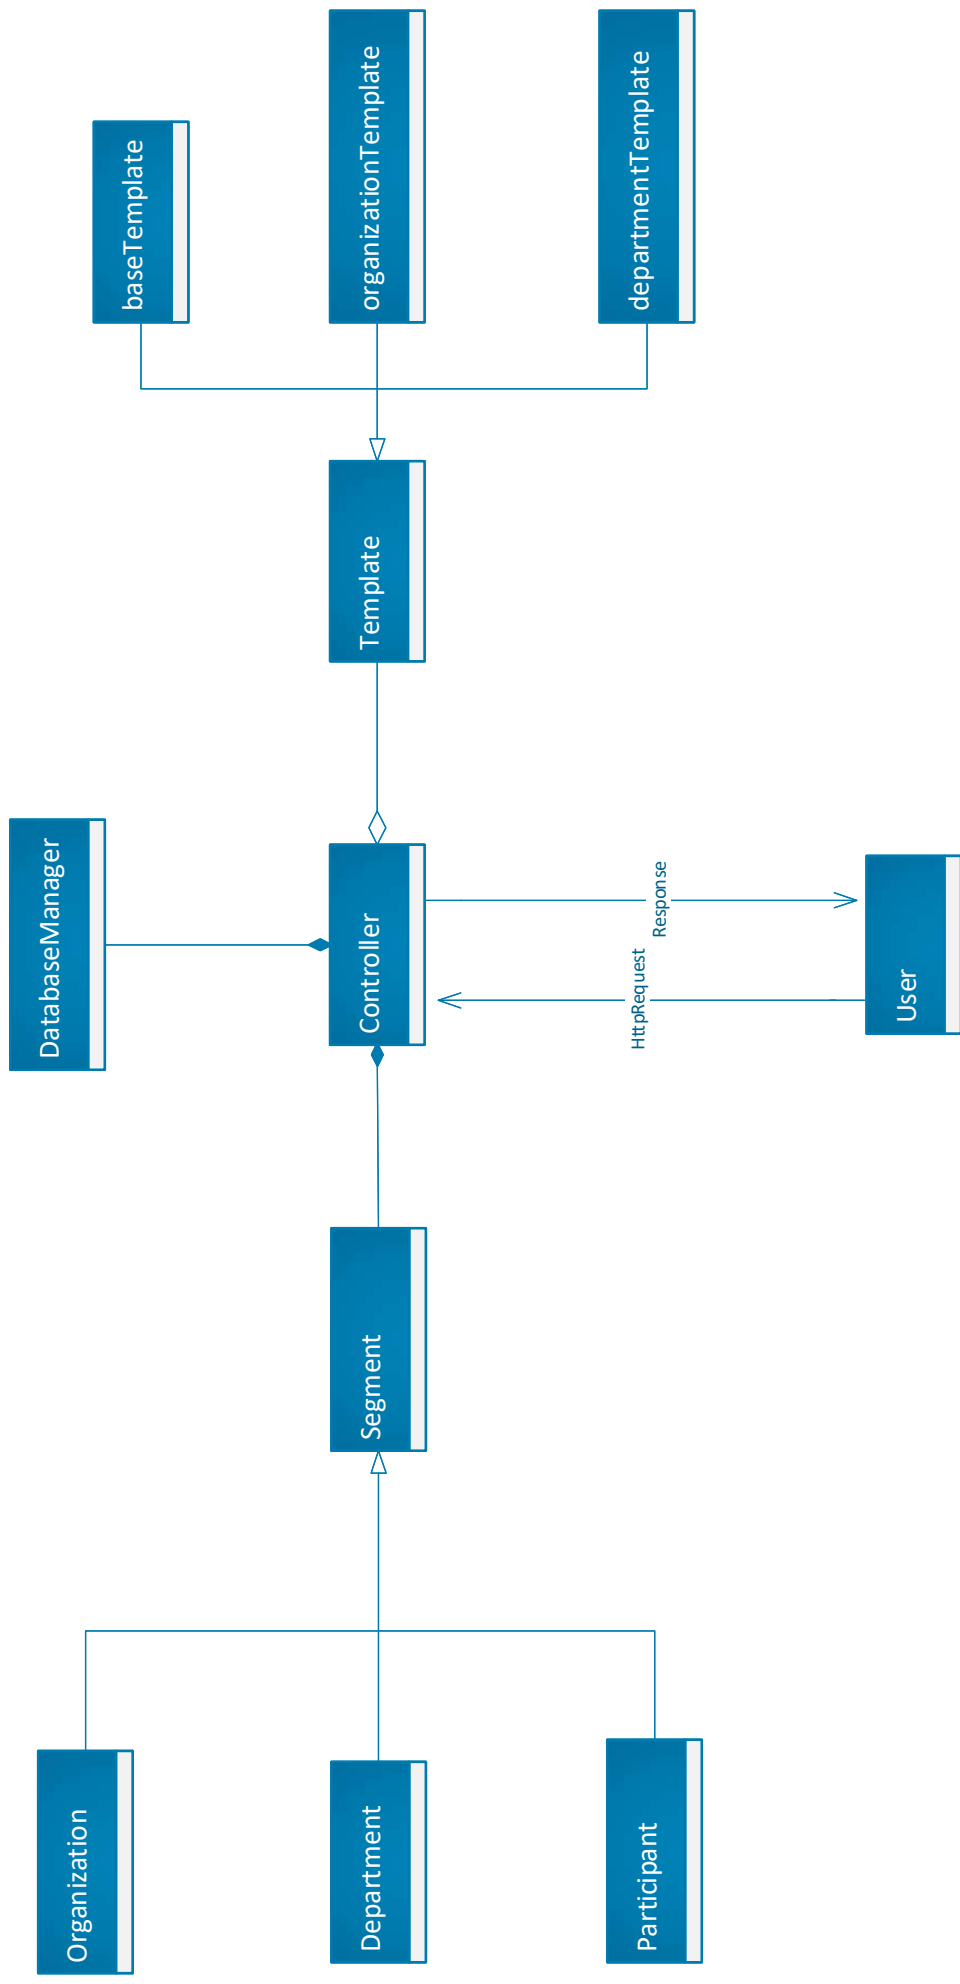 baseTemplate
organizationTemplate
departmentTemplate
Template
DatabaseManager
Controller
Response
HttpRequest
User
Segment
Organization
Department
Participant